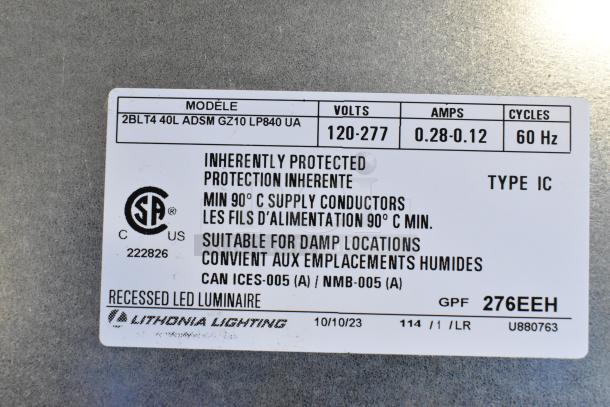 MODÈLE VOLTS AMPS CYCLES
2BLT4 40L ADSM GZ10 LP840 UA 120-277 0.28-0.12 60 Hz
INHERENTLY PROTECTED
PROTECTION INHERENTE TYPE IC
MIN 90° C SUPPLY CONDUCTORS
LES FILS D'ALIMENTATION 90° C MIN.
CSA ®
C US
222826
SUITABLE FOR DAMP LOCATIONS
CONVIENT AUX EMPLACEMENTS HUMIDES
CAN ICES-005 (A) / NMB-005 (A)
RECESSED LED LUMINAIRE GPF 276EEH
LITHONIA LIGHTING 10/10/23 114 /1 /LR U880763